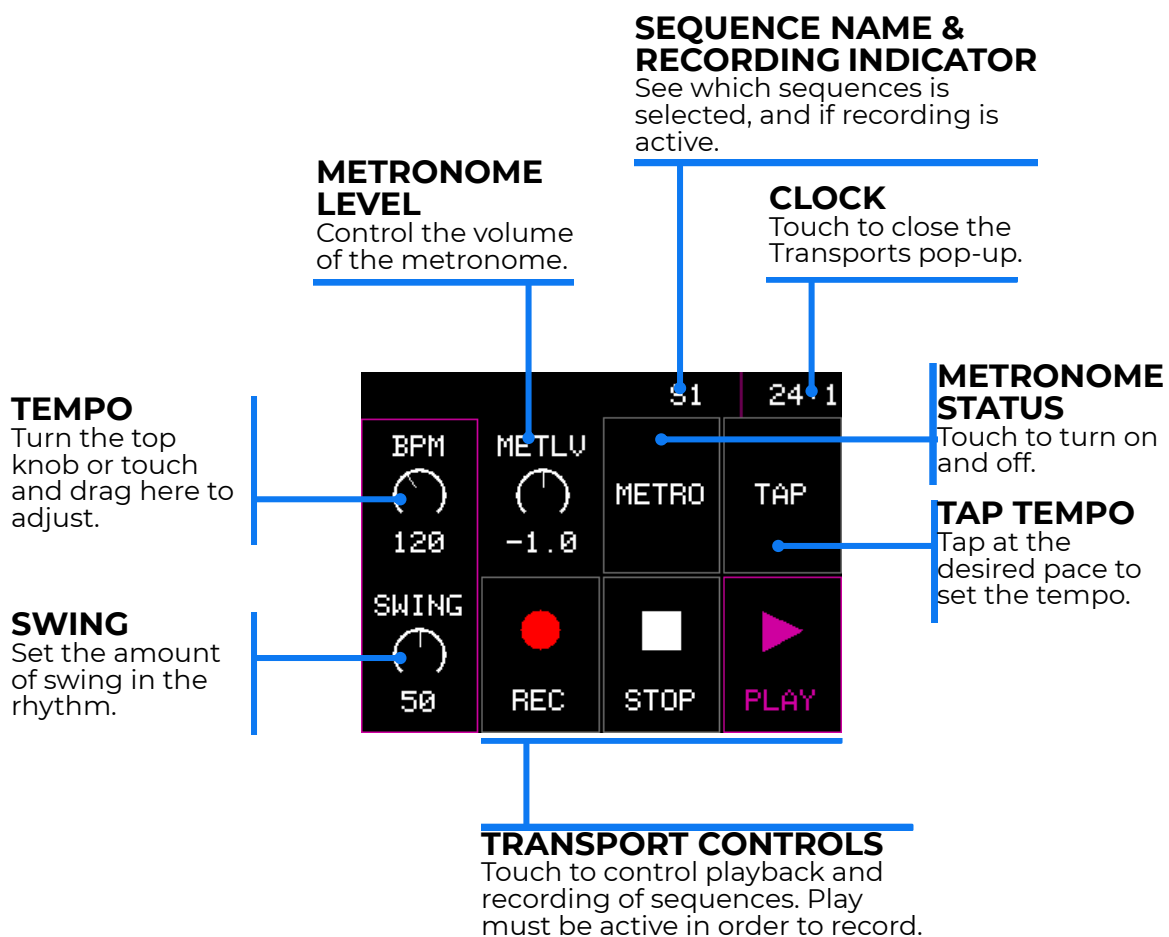 SEQUENCE NAME &
RECORDING INDICATOR
See which sequences is
selected, and if recording is
active.
METRONOME
LEVEL
Control the volume
of the metronome.
CLOCK
Touch to close the
Transports pop-up.
TEMPO
Turn the top
knob or touch
and drag here to
adjust.
SWING
Set the amount
of swing in the
rhythm.
S1
24·1
BPM
120
METLV
-1.0
METRO
TAP
SWING
50
REC
STOP
PLAY
METRONOME
STATUS
Touch to turn on
and off.
TAP TEMPO
Tap at the
desired pace to
set the tempo.
TRANSPORT CONTROLS
Touch to control playback and
recording of sequences. Play
must be active in order to record.